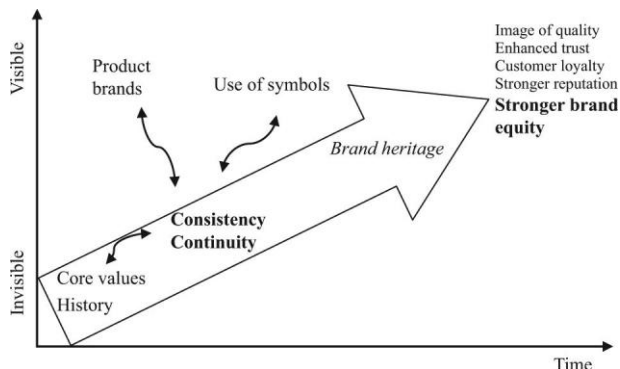 Visible
Invisible
Product
brands
Use of symbols
Image of quality
Enhanced trust
Customer loyalty
Stronger reputation
Stronger brand
equity
Brand heritage
Consistency
Continuity
Core values
History
Time